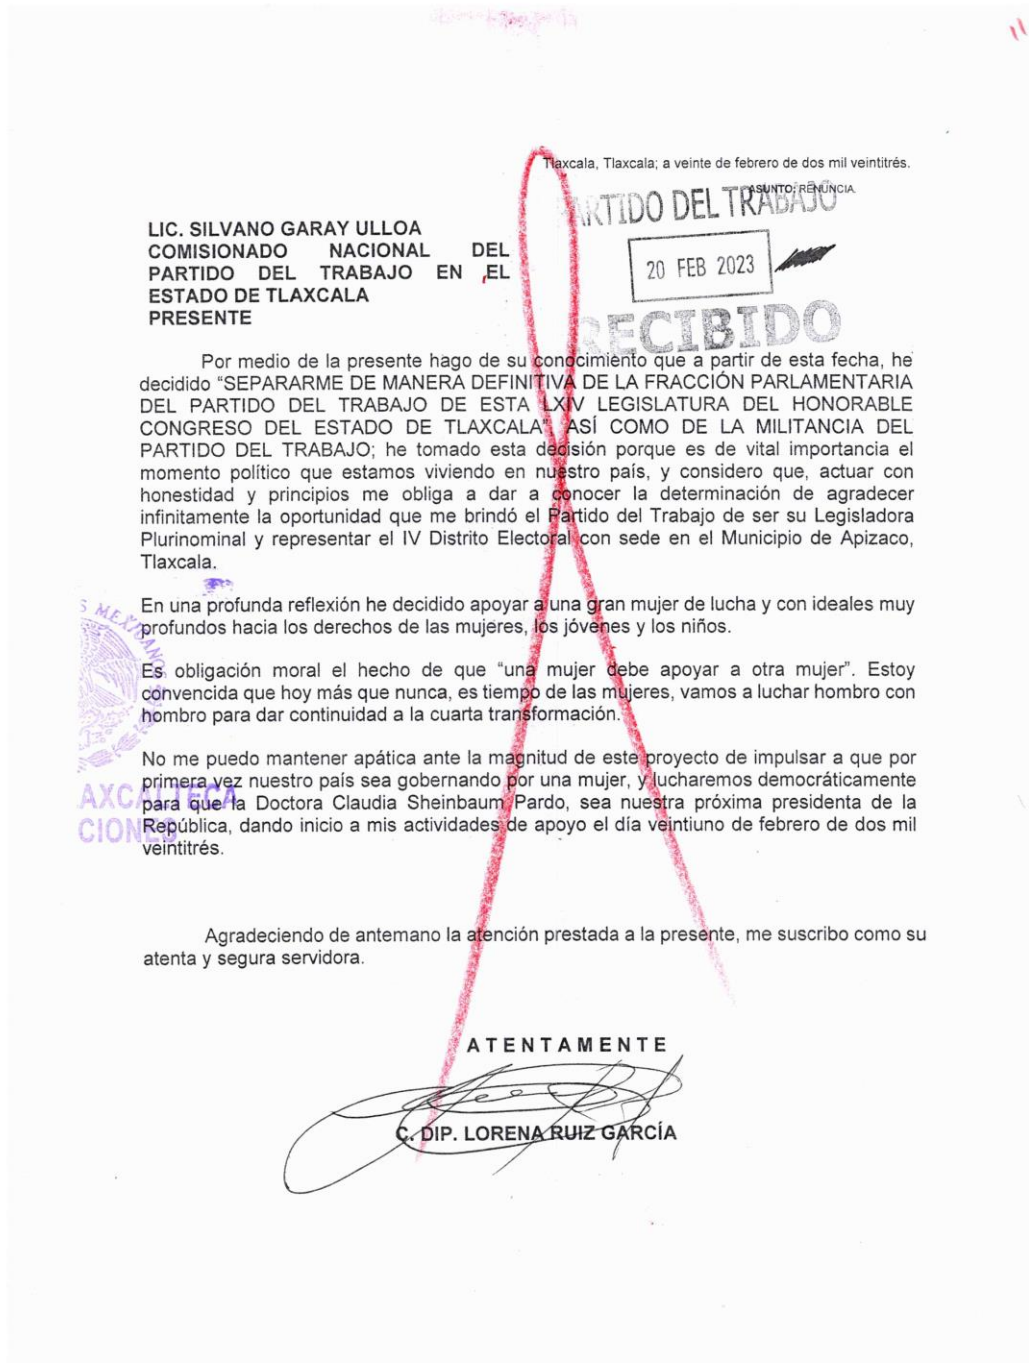 Tlaxcala, Tlaxcala; a veinte de febrero de dos mil veintitrés.
ASUNTO: RENUNCIA.
PARTIDO DEL TRABAJO
20 FEB 2023
RECIBIDO
LIC. SILVANO GARAY ULLOA
COMISIONADO NACIONAL DEL
PARTIDO DEL TRABAJO EN EL
ESTADO DE TLAXCALA
PRESENTE
Por medio de la presente hago de su conocimiento que a partir de esta fecha, he
decidido “SEPARARME DE MANERA DEFINITIVA DE LA FRACCIÓN PARLAMENTARIA
DEL PARTIDO DEL TRABAJO DE ESTA LXIV LEGISLATURA DEL HONORABLE
CONGRESO DEL ESTADO DE TLAXCALA” ASÍ COMO DE LA MILITANCIA DEL
PARTIDO DEL TRABAJO; he tomado esta decisión porque es de vital importancia el
momento político que estamos viviendo en nuestro país, y considero que, actuar con
honestidad y principios me obliga a dar a conocer la determinación de agradecer
infinitamente la oportunidad que me brindó el Partido del Trabajo de ser su Legisladora
Plurinominal y representar el IV Distrito Electoral con sede en el Municipio de Apizaco,
Tlaxcala.
En una profunda reflexión he decidido apoyar a una gran mujer de lucha y con ideales muy
profundos hacia los derechos de las mujeres, los jóvenes y los niños.
Es obligación moral el hecho de que “una mujer debe apoyar a otra mujer”. Estoy
convencida que hoy más que nunca, es tiempo de las mujeres, vamos a luchar hombro con
hombro para dar continuidad a la cuarta transformación.
No me puedo mantener apática ante la magnitud de este proyecto de impulsar a que por
primera vez nuestro país sea gobernando por una mujer, y lucharemos democráticamente
para que la Doctora Claudia Sheinbaum Pardo, sea nuestra próxima presidenta de la
República, dando inicio a mis actividades de apoyo el día veintiuno de febrero de dos mil
veintitrés.
S MEXICANOS
AXCALTECA
CIONES
Agradeciendo de antemano la atención prestada a la presente, me suscribo como su
atenta y segura servidora.
ATENTAMENTE
C. DIP. LORENA RUIZ GARCÍA